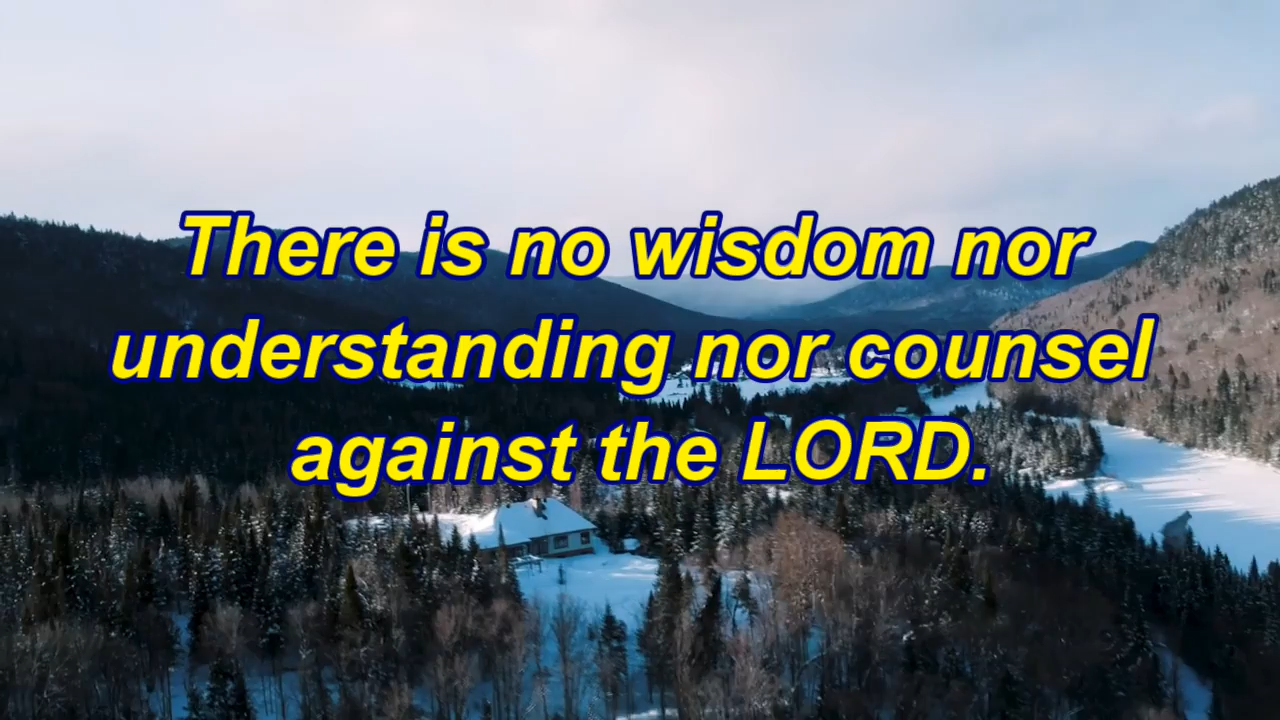 There is no wisdom nor
understanding nor counsel
against the LORD.